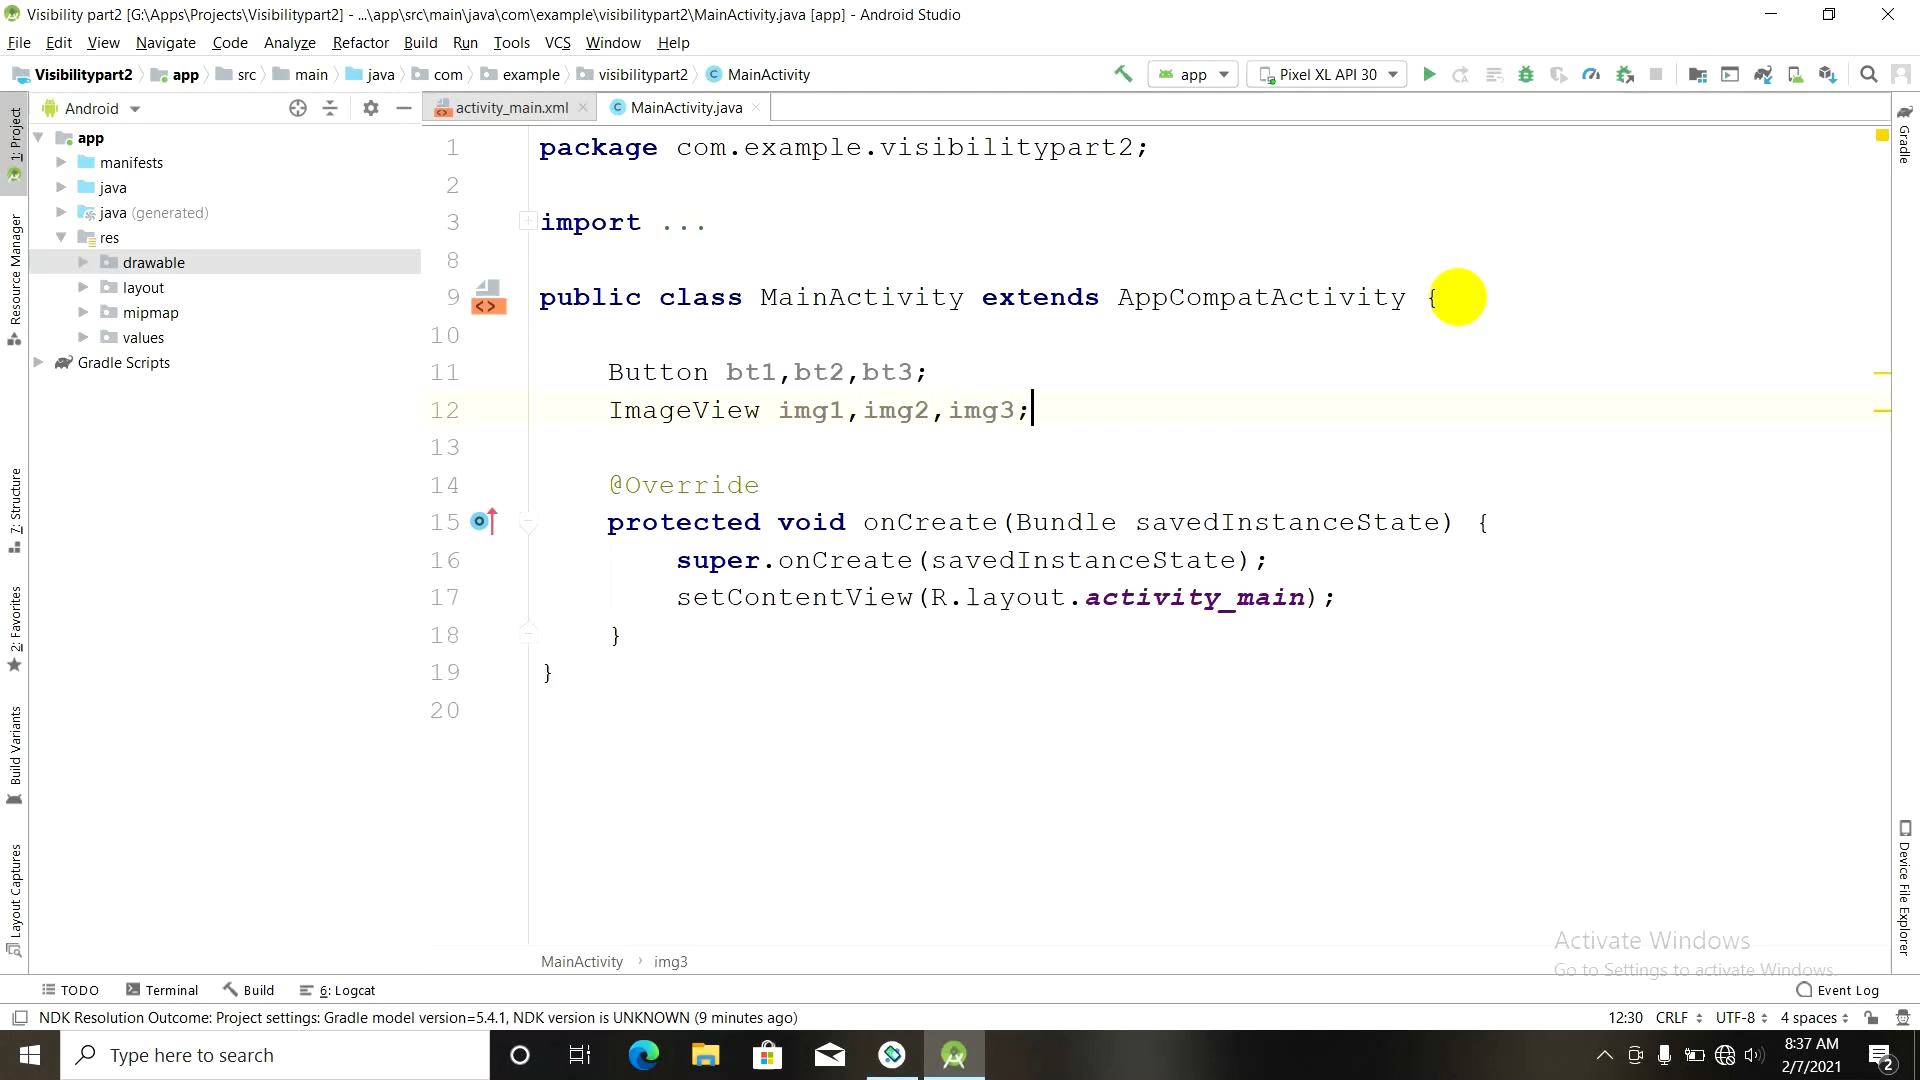 Visibility part2 [G:\Apps\Projects\Visibilitypart2] - ...\app\src\main\java\com\example\visibilitypart2\MainActivity.java [app] - Android Studio
File Edit View Navigate Code Analyze Refactor Build Run Tools VCS Window Help
Visibilitypart2 app src main java com example visibilitypart2 MainActivity app Pixel XL API 30
Android
activity_main.xml MainActivity.java
1: Project
Resource Manager
7: Structure
2: Favorites
Build Variants
Layout Captures
app
manifests
java
java (generated)
res
drawable
layout
mipmap
values
Gradle Scripts
1 package com.example.visibilitypart2;
2
3 import ...
8
9 public class MainActivity extends AppCompatActivity {
10
11 Button bt1,bt2,bt3;
12 ImageView img1,img2,img3;
13
14 @Override
15 protected void onCreate(Bundle savedInstanceState) {
16 super.onCreate(savedInstanceState);
17 setContentView(R.layout.activity_main);
18 }
19 }
20
Gradle
Device File Explorer
Activate Windows
Go to Settings to activate Windows.
MainActivity › img3
TODO Terminal Build 6: Logcat Event Log
NDK Resolution Outcome: Project settings: Gradle model version=5.4.1, NDK version is UNKNOWN (9 minutes ago) 12:30 CRLF UTF-8 4 spaces
Type here to search
8:37 AM
2/7/2021
2